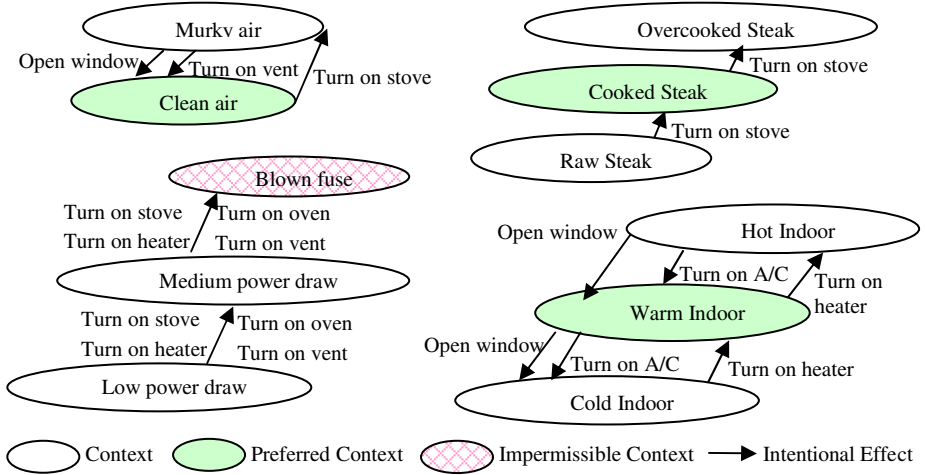 Murkv air
Open window
Turn on vent
Turn on stove
Clean air
Overcooked Steak
Turn on stove
Cooked Steak
Turn on stove
Raw Steak
Blown fuse
Turn on stove
Turn on oven
Turn on heater
Turn on vent
Medium power draw
Turn on stove
Turn on oven
Turn on heater
Turn on vent
Low power draw
Hot Indoor
Open window
Turn on A/C
Turn on
heater
Warm Indoor
Open window
Turn on A/C
Turn on heater
Cold Indoor
Context
Preferred Context
Impermissible Context
Intentional Effect